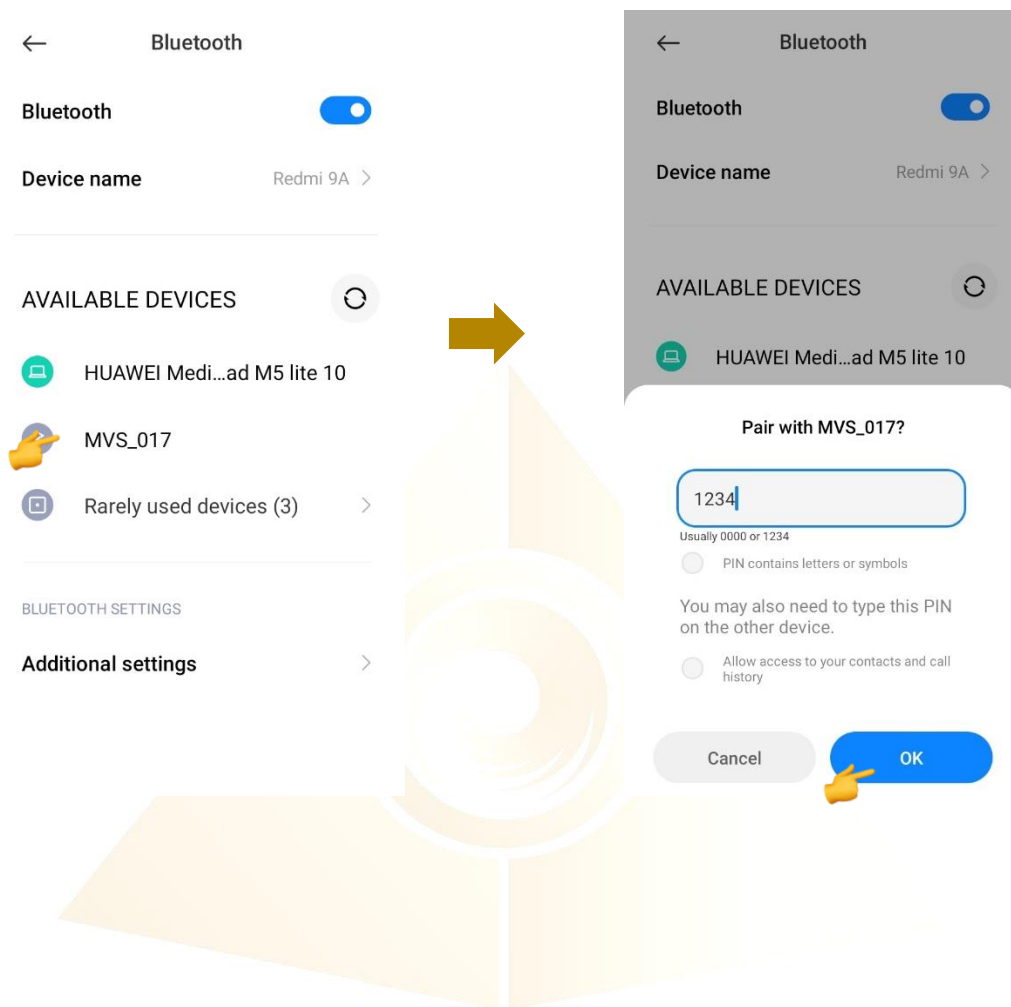 Bluetooth
Bluetooth
Device name Redmi 9A
AVAILABLE DEVICES
HUAWEI Medi...ad M5 lite 10
MVS_017
Rarely used devices (3)
BLUETOOTH SETTINGS
Additional settings
Bluetooth
Bluetooth
Device name Redmi 9A
AVAILABLE DEVICES
HUAWEI Medi...ad M5 lite 10
Pair with MVS_017?
1234
Usually 0000 or 1234
PIN contains letters or symbols
You may also need to type this PIN
on the other device.
Allow access to your contacts and call
history
Cancel OK